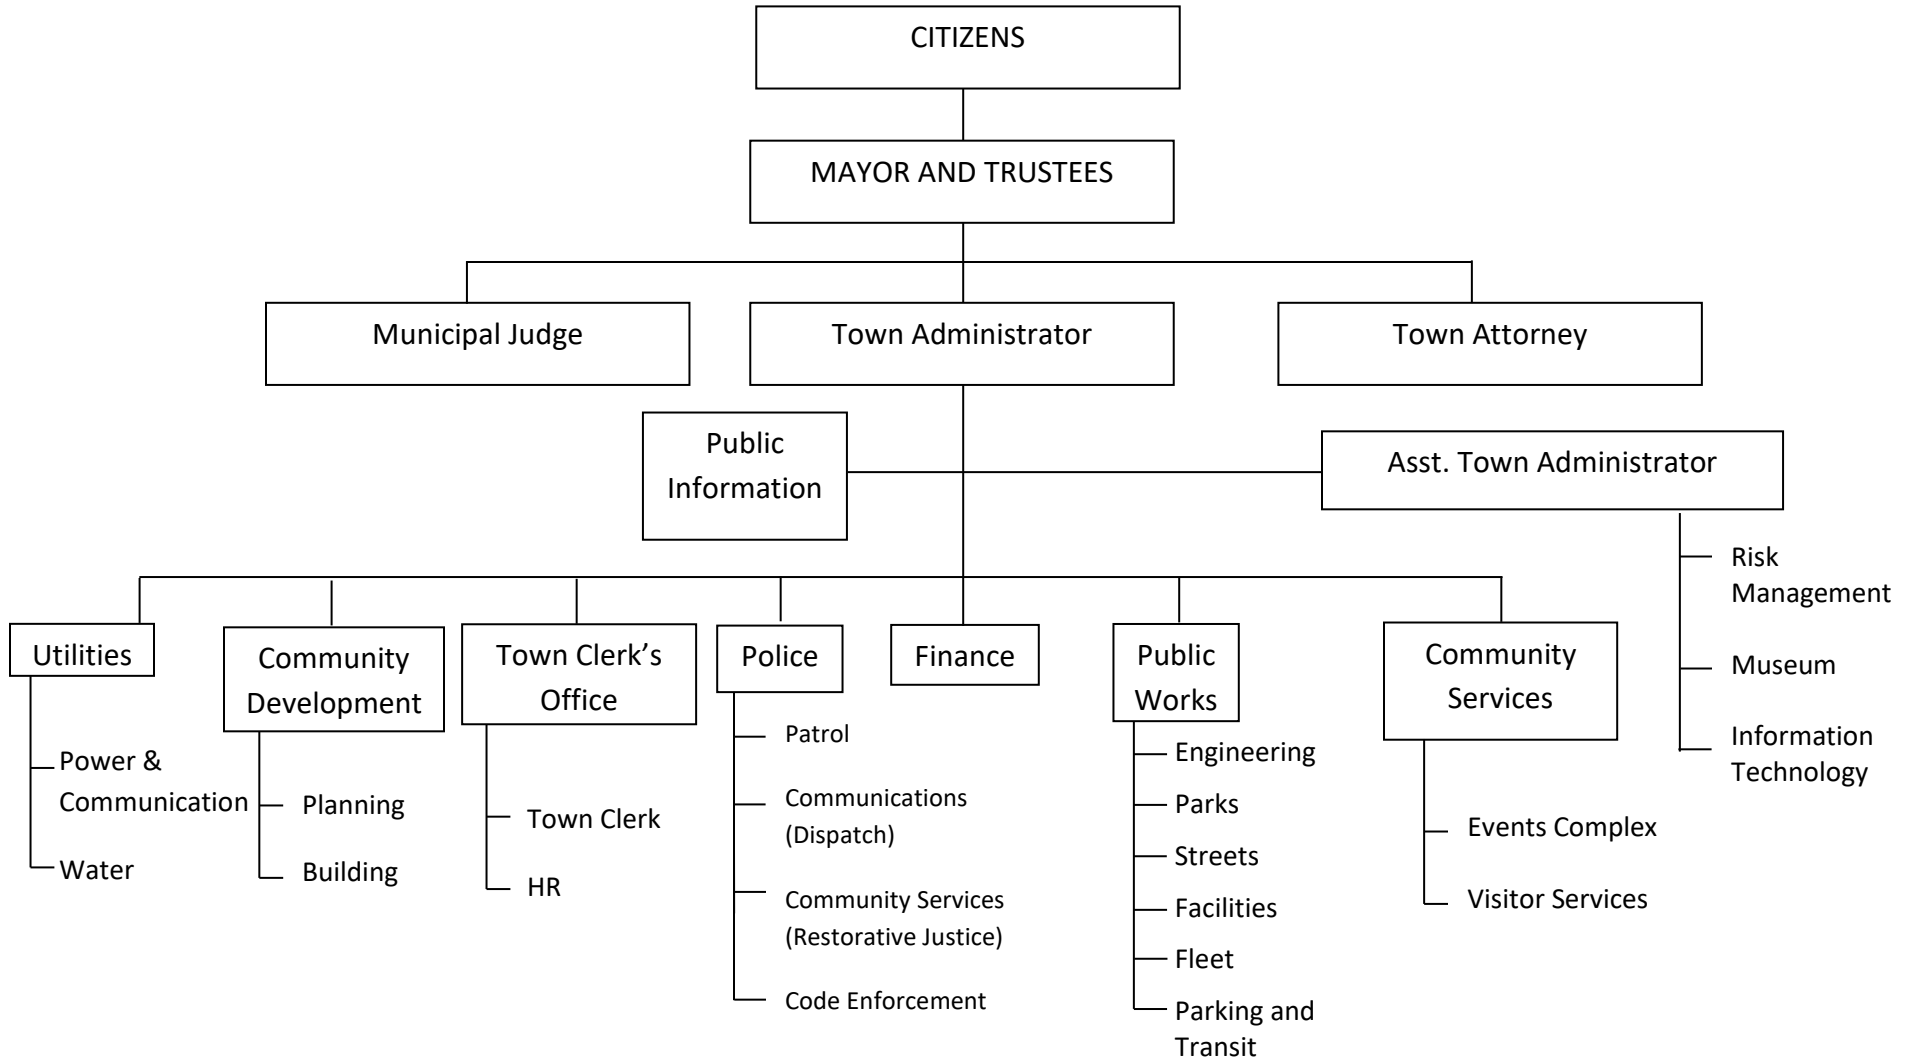 CITIZENS
MAYOR AND TRUSTEES
Municipal Judge
Town Administrator
Town Attorney
Public
Information
Asst. Town Administrator
Risk
Management
Museum
Information
Technology
Utilities
Power &
Communication
Water
Community
Development
Planning
Building
Town Clerk’s
Office
Town Clerk
HR
Police
Patrol
Communications
(Dispatch)
Community Services
(Restorative Justice)
Code Enforcement
Finance
Public
Works
Engineering
Parks
Streets
Facilities
Fleet
Parking and
Transit
Community
Services
Events Complex
Visitor Services